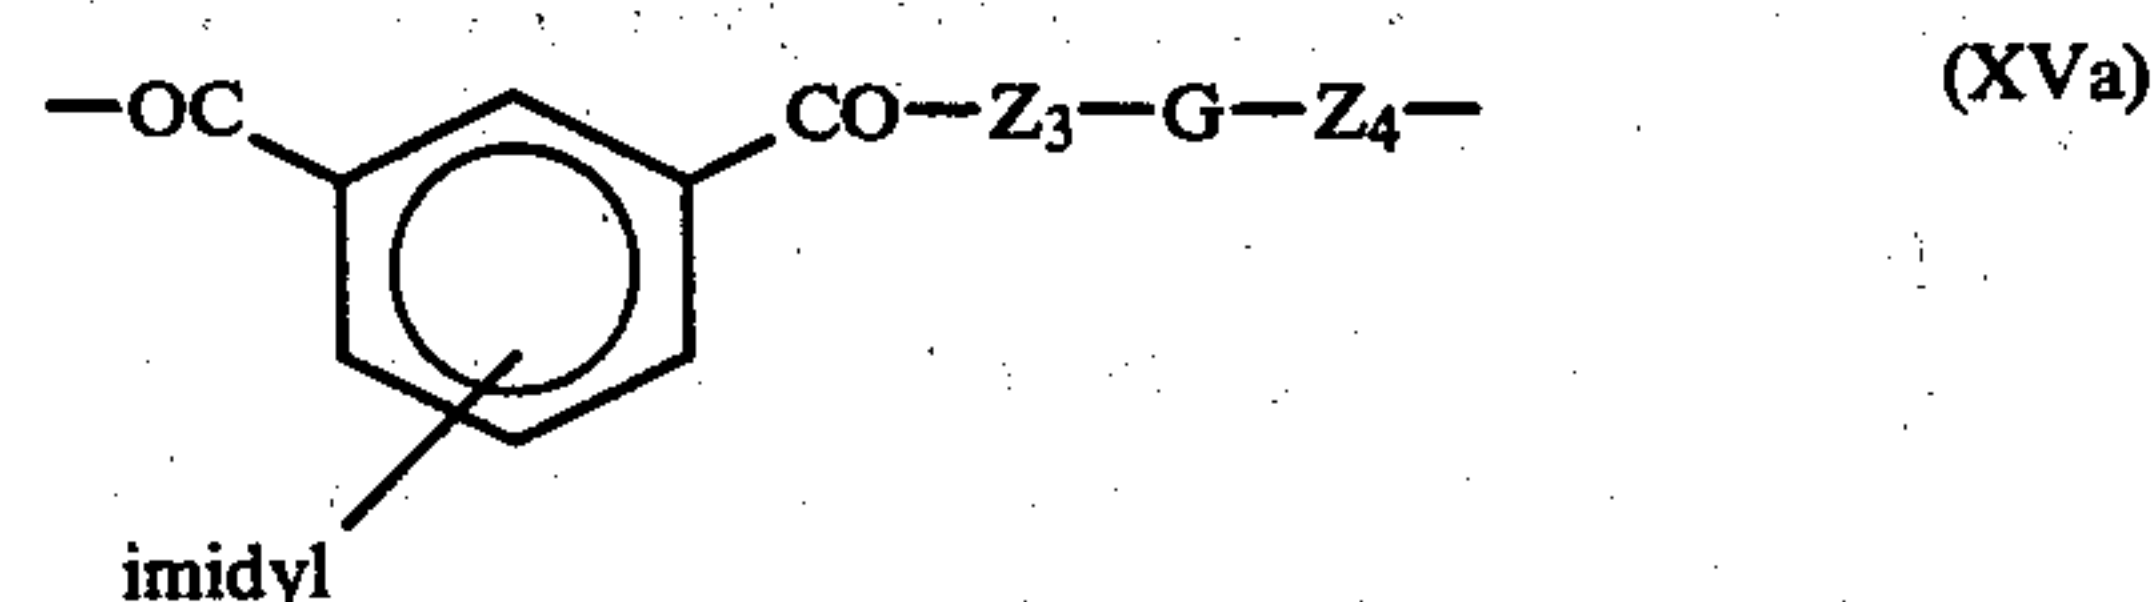 —OC CO—Z₃—G—Z₄— (XVa)
imidyl